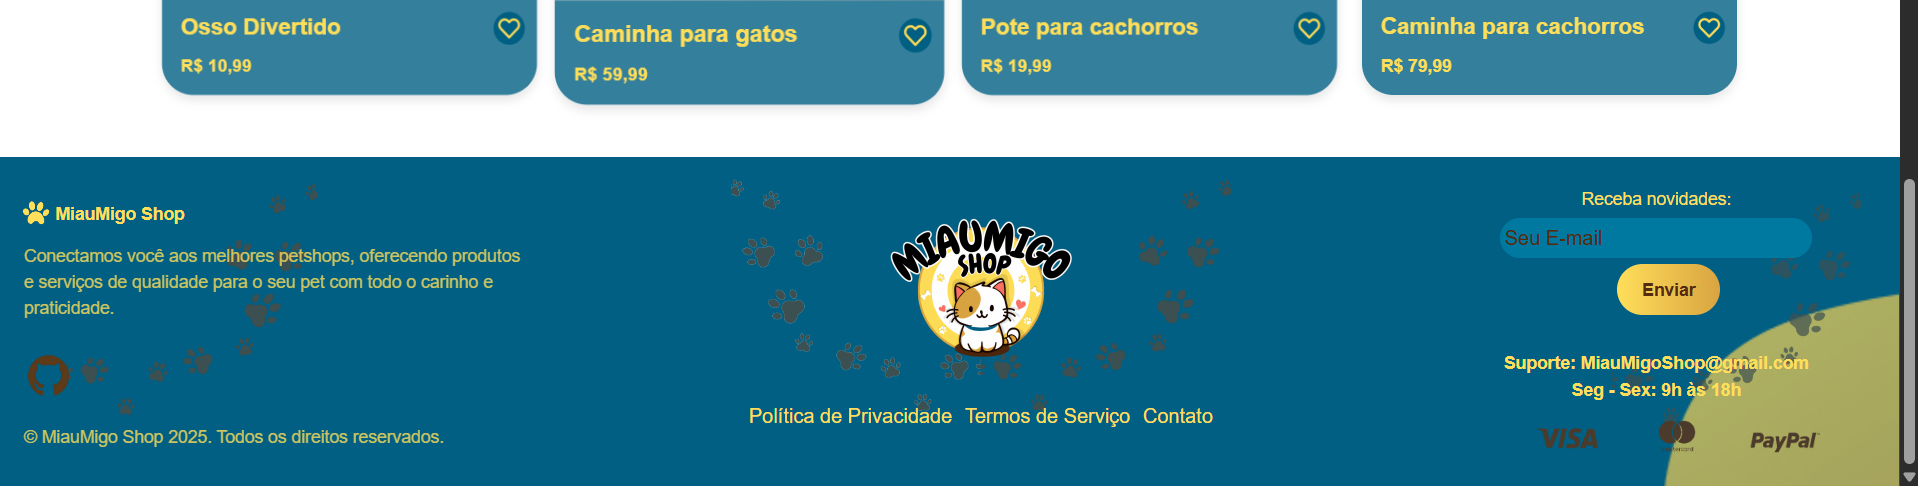 Osso Divertido
R$ 10,99
Caminha para gatos
R$ 59,99
Pote para cachorros
R$ 19,99
Caminha para cachorros
R$ 79,99
MiauMigo Shop
Conectamos você aos melhores petshops, oferecendo produtos
e serviços de qualidade para o seu pet com todo o carinho e
praticidade.
© MiauMigo Shop 2025. Todos os direitos reservados.
MIAUMIGO
SHOP
Política de Privacidade Termos de Serviço Contato
Receba novidades:
Seu E-mail
Enviar
Suporte: MiauMigoShop@gmail.com
Seg - Sex: 9h às 18h
VISA
mastercard
PayPal